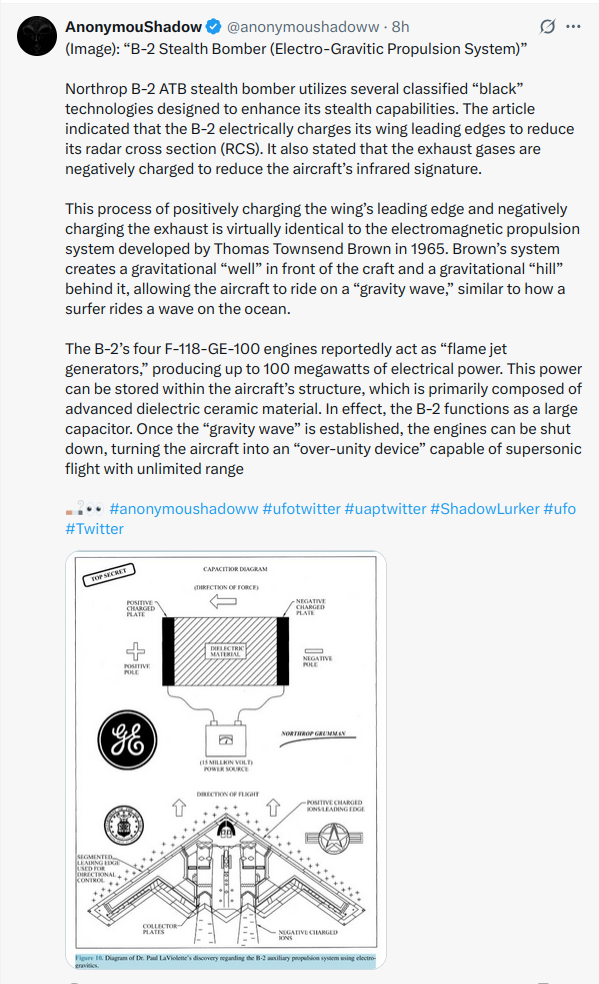 AnonymouShadow @anonymoushadoww · 8h
(Image): “B-2 Stealth Bomber (Electro-Gravitic Propulsion System)”
Northrop B-2 ATB stealth bomber utilizes several classified “black”
technologies designed to enhance its stealth capabilities. The article
indicated that the B-2 electrically charges its wing leading edges to reduce
its radar cross section (RCS). It also stated that the exhaust gases are
negatively charged to reduce the aircraft’s infrared signature.
This process of positively charging the wing’s leading edge and negatively
charging the exhaust is virtually identical to the electromagnetic propulsion
system developed by Thomas Townsend Brown in 1965. Brown’s system
creates a gravitational “well” in front of the craft and a gravitational “hill”
behind it, allowing the aircraft to ride on a “gravity wave,” similar to how a
surfer rides a wave on the ocean.
The B-2’s four F-118-GE-100 engines reportedly act as “flame jet
generators,” producing up to 100 megawatts of electrical power. This power
can be stored within the aircraft’s structure, which is primarily composed of
advanced dielectric ceramic material. In effect, the B-2 functions as a large
capacitor. Once the “gravity wave” is established, the engines can be shut
down, turning the aircraft into an “over-unity device” capable of supersonic
flight with unlimited range
#anonymoushadoww #ufotwitter #uaptwitter #ShadowLurker #ufo
#Twitter
TOP SECRET
CAPACITIOR DIAGRAM
(DIRECTION OF FORCE)
POSITIVE
CHARGED
PLATE
NEGATIVE
CHARGED
PLATE
DIELECTRIC
MATERIAL
POSITIVE
POLE
NEGATIVE
POLE
GE
NORTHROP GRUMMAN
(15 MILLION VOLT)
POWER SOURCE
DIRECTION OF FLIGHT
POSITIVE CHARGED
IONS/LEADING EDGE
SEGMENTED
LEADING EDGE
USED FOR
DIRECTIONAL
CONTROL
COLLECTOR
PLATES
NEGATIVE CHARGED
IONS
Figure 10. Diagram of Dr. Paul LaViolette's discovery regarding the B-2 auxiliary propulsion system using electro-
gravitics.